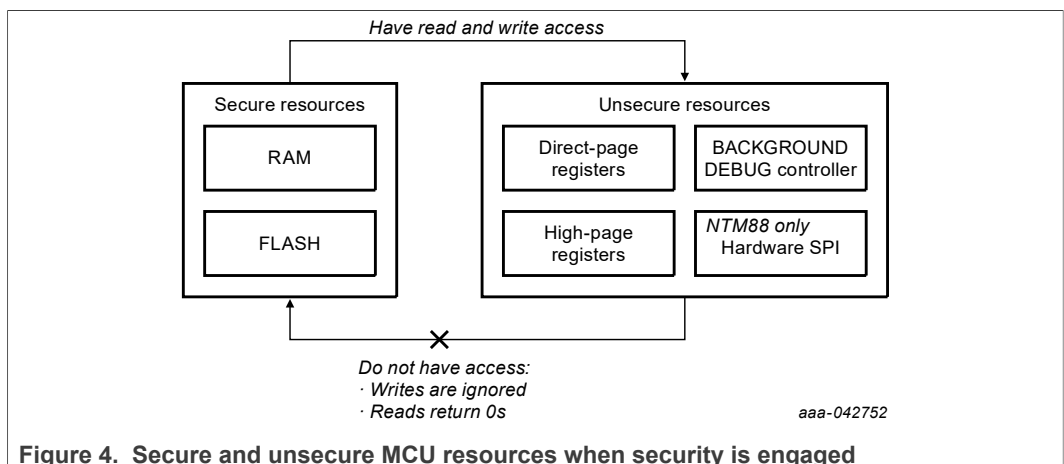 Have read and write access
Secure resources
RAM
FLASH
Unsecure resources
Direct-page
registers
BACKGROUND
DEBUG controller
High-page
registers
NTM88 only
Hardware SPI
Do not have access:
· Writes are ignored
· Reads return 0s
aaa-042752
Figure 4. Secure and unsecure MCU resources when security is engaged